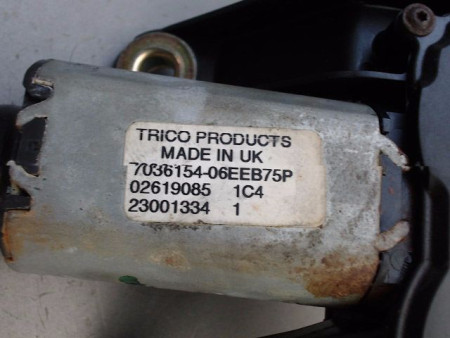 TRICO PRODUCTS
MADE IN UK
7036154-06EEB75P
02619085 1C4
23001334 1